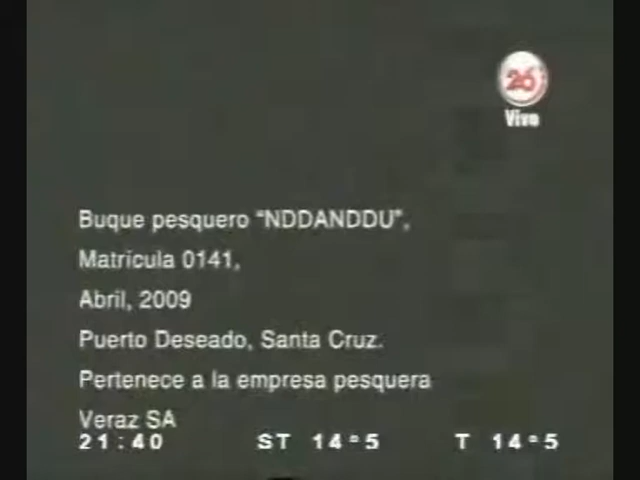 26
Vivo
Buque pesquero “NDDANDDU”,
Matrícula 0141,
Abril, 2009
Puerto Deseado, Santa Cruz.
Pertenece a la empresa pesquera
Veraz SA
21:40 ST 14°5 T 14°5